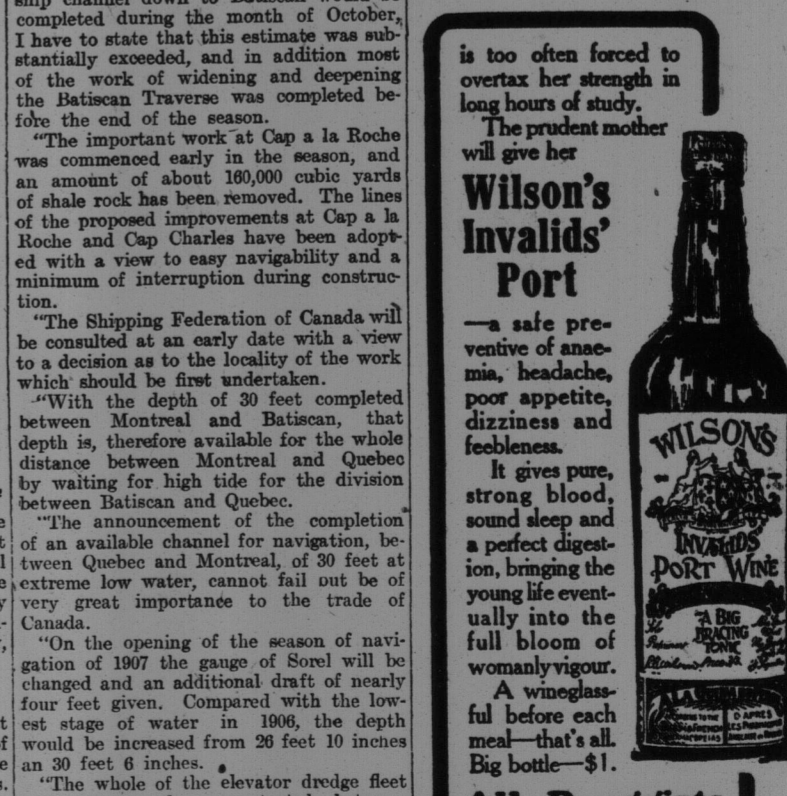 ship channel down to Batiscan would be
completed during the month of October,
I have to state that this estimate was sub-
stantially exceeded, and in addition most
of the work of widening and deepening
the Batiscan Traverse was completed be-
fore the end of the season.
"The important work at Cap a la Roche
was commenced early in the season, and
an amount of about 160,000 cubic yards
of shale rock has been removed. The lines
of the proposed improvements at Cap a la
Roche and Cap Charles have been adopt-
ed with a view to easy navigability and a
minimum of interruption during construc-
tion.
"The Shipping Federation of Canada will
be consulted at an early date with a view
to a decision as to the locality of the work
which should be first undertaken.
"With the depth of 30 feet completed
between Montreal and Batiscan, that
depth is, therefore available for the whole
distance between Montreal and Quebec
by waiting for high tide for the division
between Batiscan and Quebec.
"The announcement of the completion
of an available channel for navigation, be-
tween Quebec and Montreal, of 30 feet at
extreme low water, cannot fail out be of
very great importance to the trade of
Canada.
"On the opening of the season of navi-
gation of 1907 the gauge of Sorel will be
changed and an additional draft of nearly
four feet given. Compared with the low-
est stage of water in 1906, the depth
would be increased from 26 feet 10 inches
an 30 feet 6 inches.
"The whole of the elevator dredge fleet
is too often forced to
overtax her strength in
long hours of study.
The prudent mother
will give her
Wilson's
Invalids'
Port
—a safe pre-
ventive of anae-
mia, headache,
poor appetite,
dizziness and
feebleness.
It gives pure,
strong blood,
sound sleep and
a perfect digest-
ion, bringing the
young life event-
ually into the
full bloom of
womanly vigour.
A wineglass-
ful before each
meal—that's all.
Big bottle—$1.
WILSON'S
INVALIDS
PORT WINE
A BIG
BRACING
TONIC
D'APRES